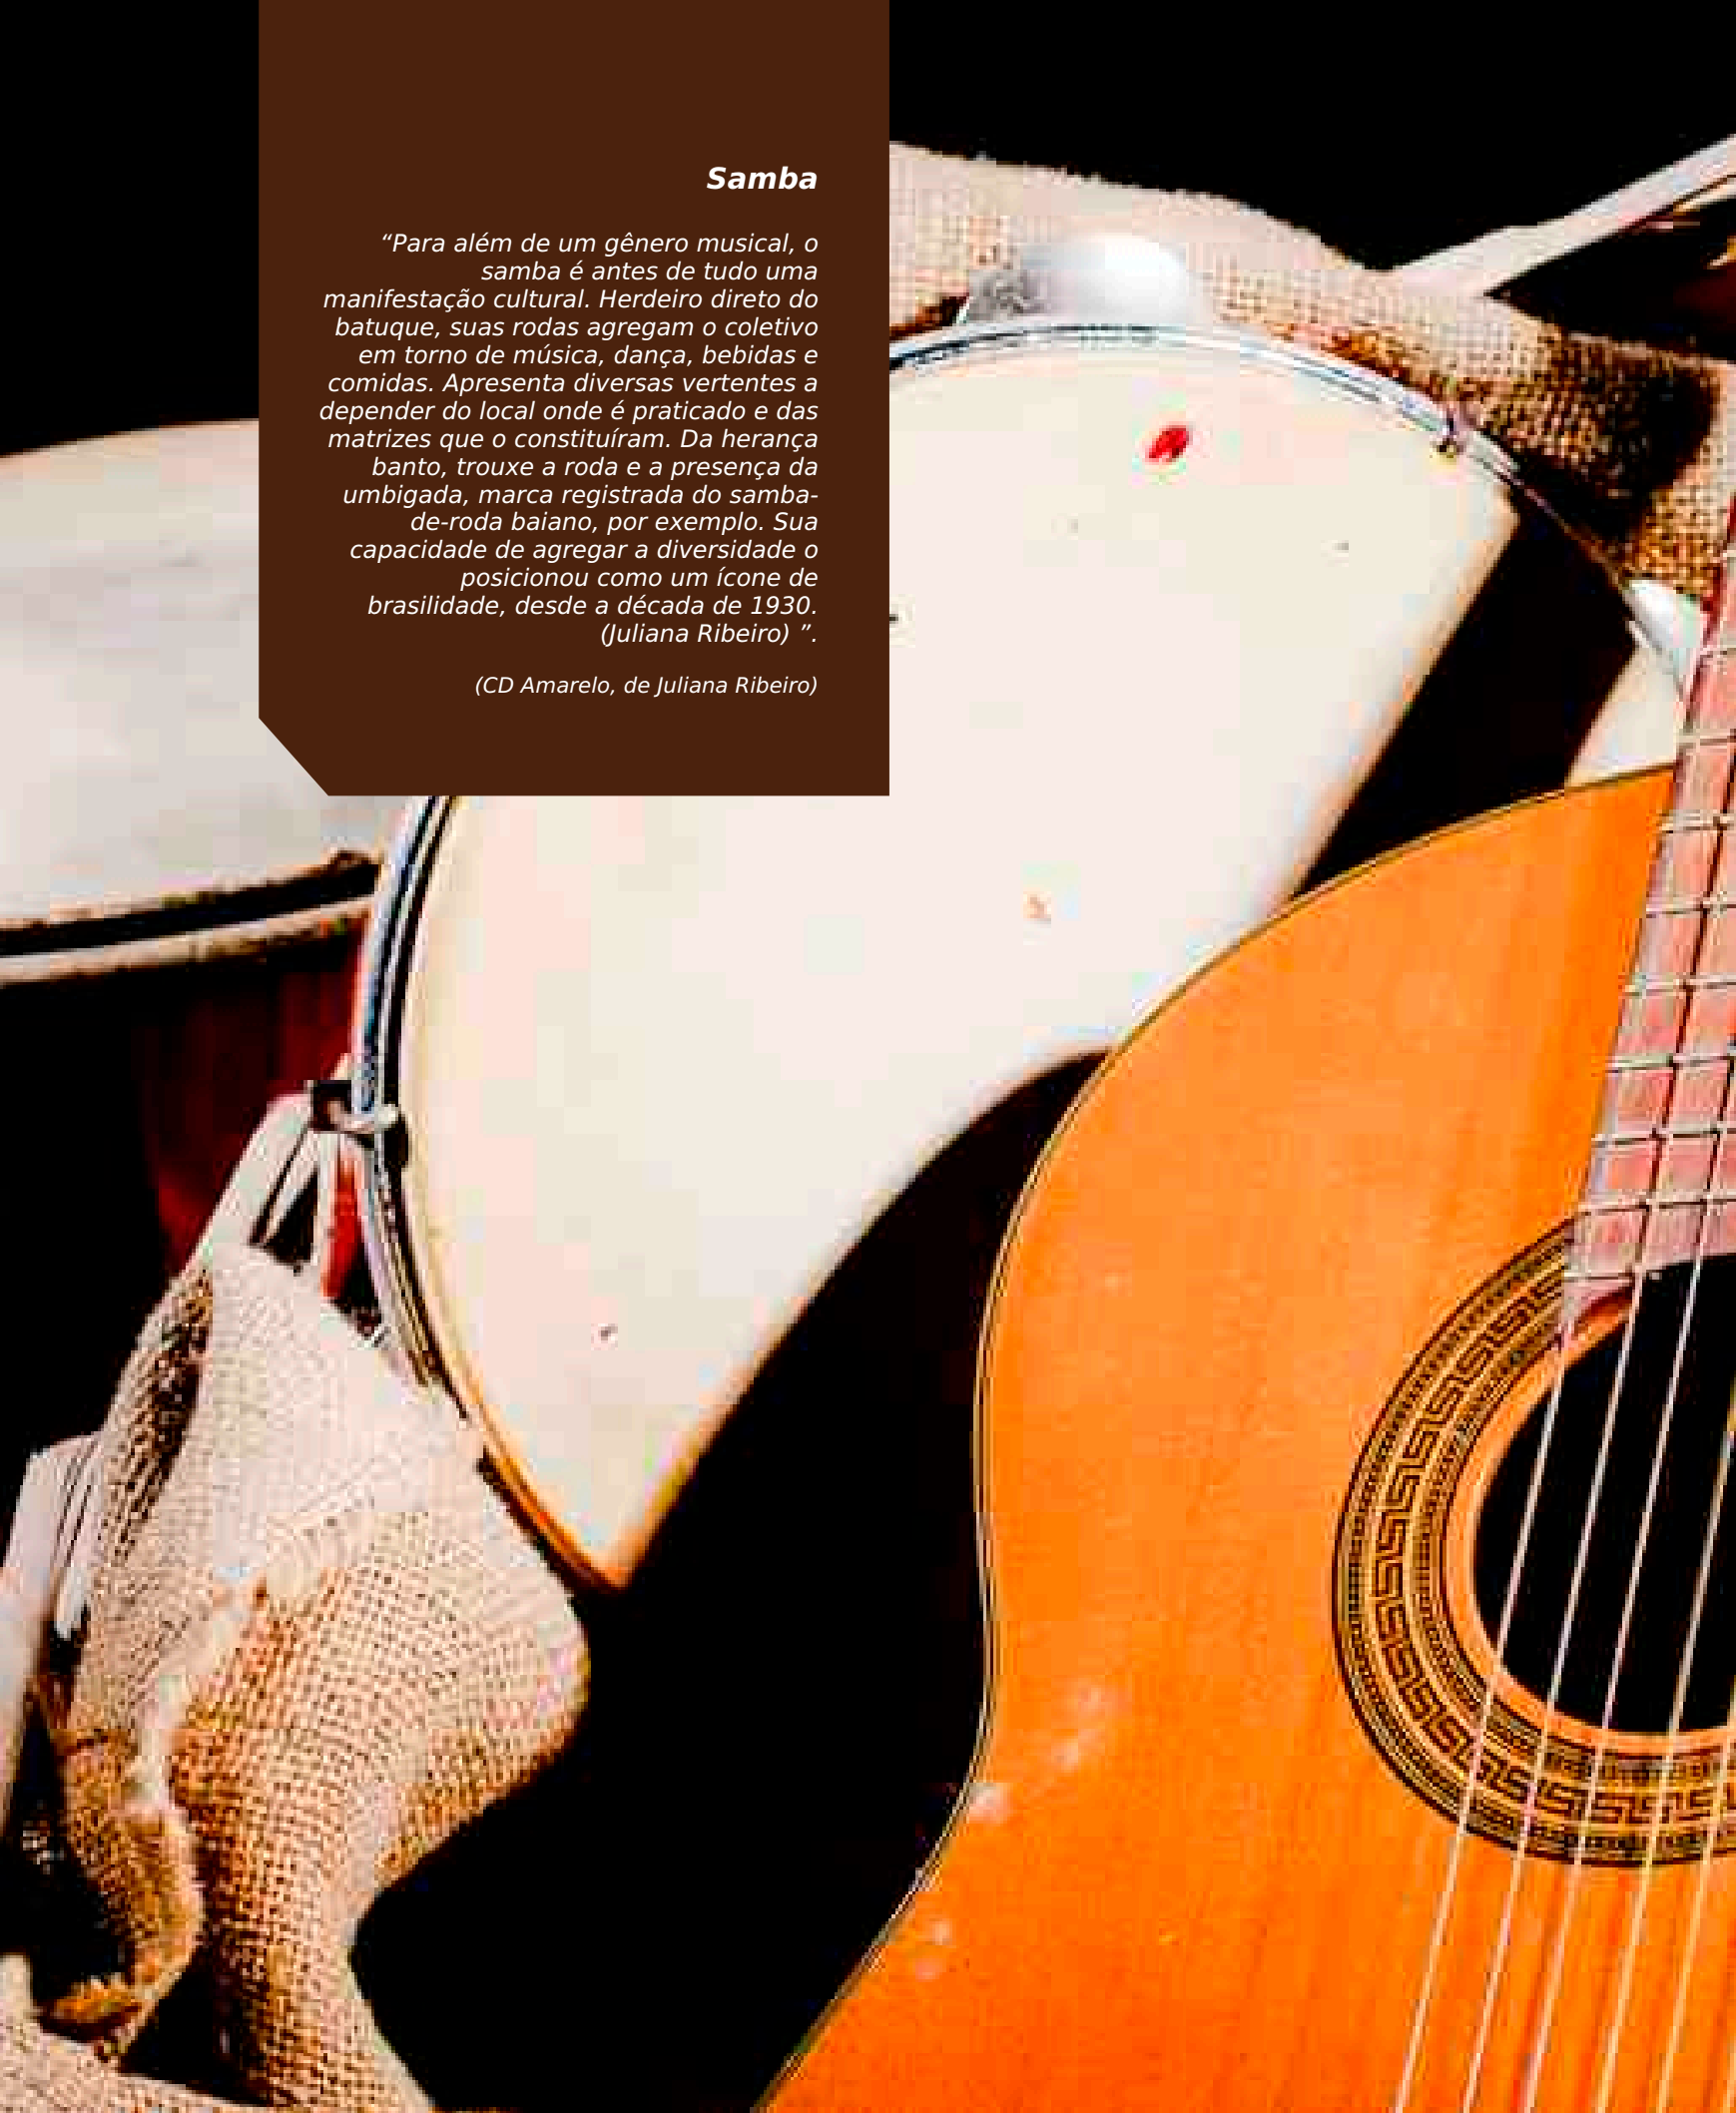 Samba
“Para além de um gênero musical, o
samba é antes de tudo uma
manifestação cultural. Herdeiro direto do
batuque, suas rodas agregam o coletivo
em torno de música, dança, bebidas e
comidas. Apresenta diversas vertentes a
depender do local onde é praticado e das
matrizes que o constituíram. Da herança
banto, trouxe a roda e a presença da
umbigada, marca registrada do samba-
de-roda baiano, por exemplo. Sua
capacidade de agregar a diversidade o
posicionou como um ícone de
brasilidade, desde a década de 1930.
(Juliana Ribeiro) ”.
(CD Amarelo, de Juliana Ribeiro)